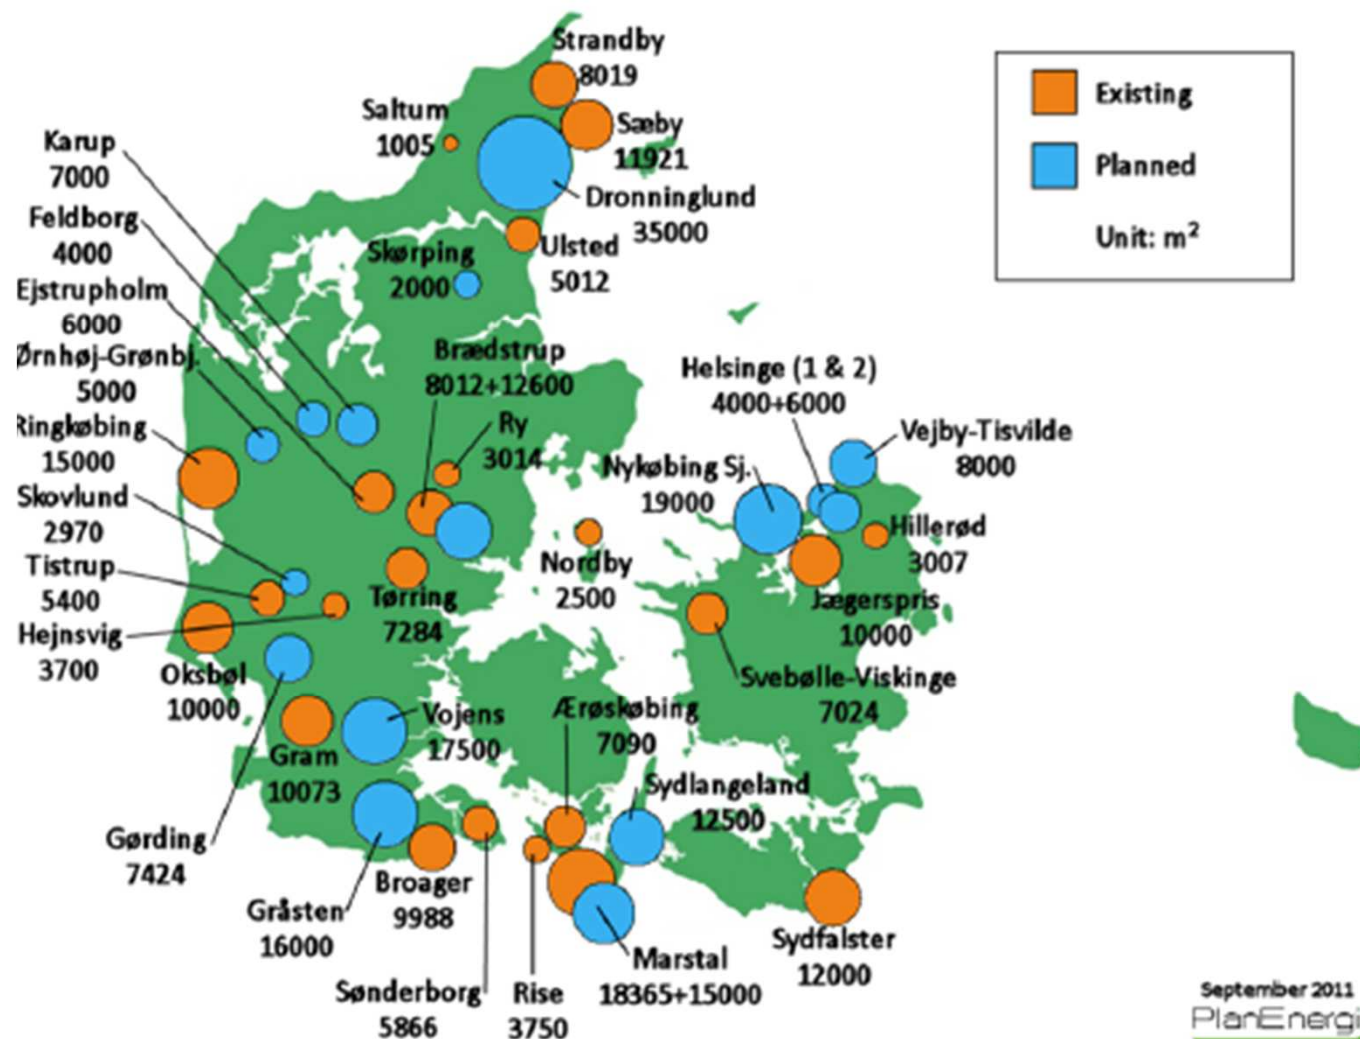 Strandby
8019
Saltum
1005
Sæby
11921
Karup
7000
Dronninglund
35000
Feldborg
4000
Ulsted
5012
Skørping
2000
Ejstrupholm
6000
Ørnhøj-Grønbj.
5000
Brædstrup
8012+12600
Helsinge (1 & 2)
4000+6000
Ringkøbing
15000
Ry
3014
Vejby-Tisvilde
8000
Nykøbing Sj.
19000
Skovlund
2970
Hillerød
3007
Nordby
2500
Tistrup
5400
Tørring
7284
Jægerspris
10000
Hejnsvig
3700
Oksbøl
10000
Svebølle-Viskinge
7024
Vojens
17500
Ærøskøbing
7090
Gram
10073
Sydlangeland
12500
Gørding
7424
Broager
9988
Gråsten
16000
Sydfalster
12000
Marstal
18365+15000
Sønderborg
5866
Rise
3750
Existing
Planned
Unit: m²
September 2011
PlanEnergi